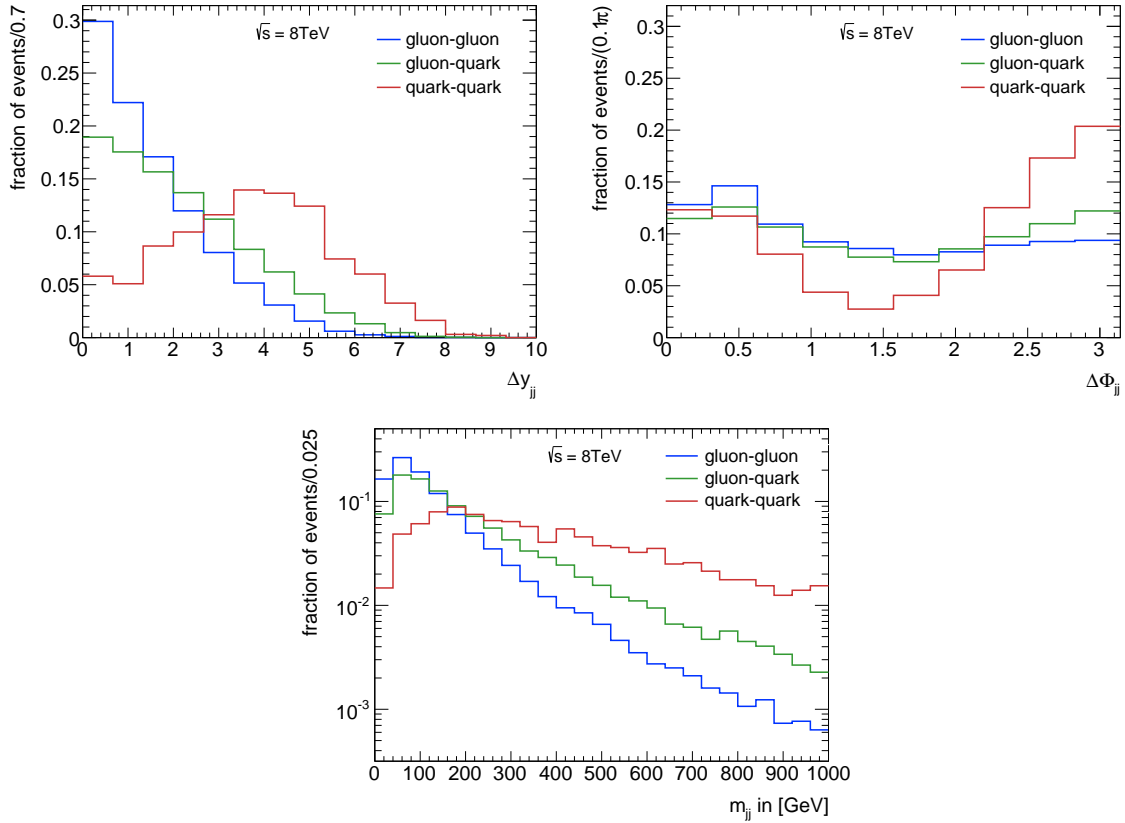 fraction of events/0.7
√s = 8TeV
gluon-gluon
gluon-quark
quark-quark
0.3
0.25
0.2
0.15
0.1
0.05
0
0 1 2 3 4 5 6 7 8 9 10
Δy_jj
fraction of events/(0.1π)
√s = 8TeV
gluon-gluon
gluon-quark
quark-quark
0.3
0.25
0.2
0.15
0.1
0.05
0
0 0.5 1 1.5 2 2.5 3
ΔΦ_jj
fraction of events/0.025
√s = 8TeV
gluon-gluon
gluon-quark
quark-quark
10^-1
10^-2
10^-3
0 100 200 300 400 500 600 700 800 900 1000
m_jj in [GeV]